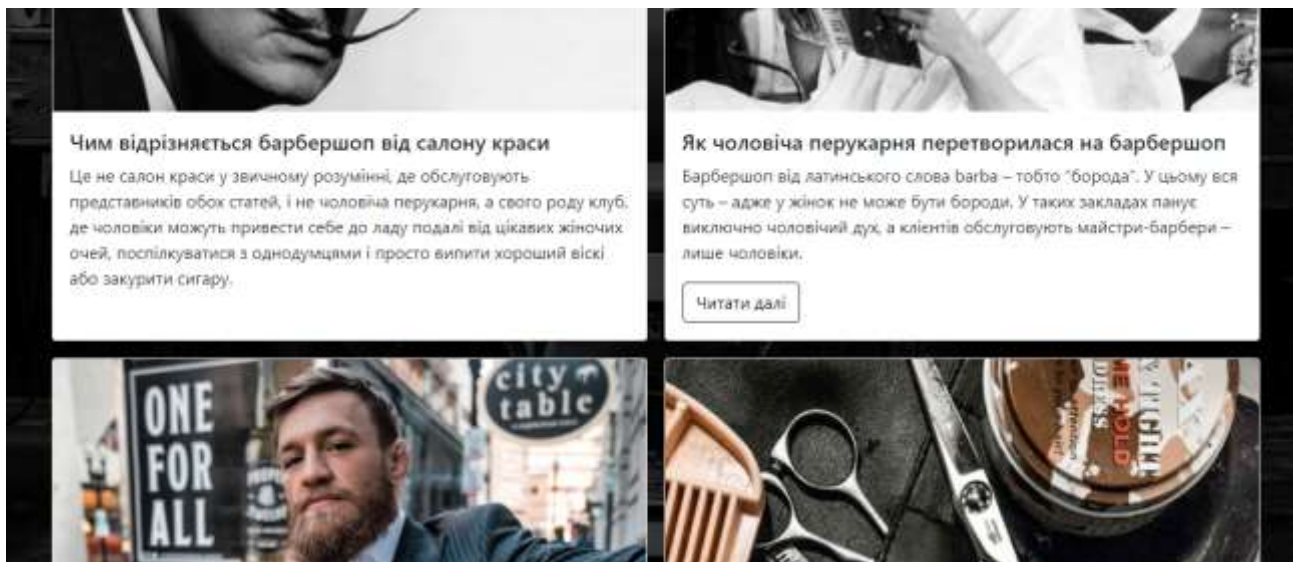 Чим відрізняється барбершоп від салону краси
Це не салон краси у звичному розумінні, де обслуговують
представників обох статей, і не чоловіча перукарня, а свого роду клуб,
де чоловіки можуть привести себе до ладу подалі від цікавих жіночих
очей, поспілкуватися з однодумцями і просто випити хороший віскі
або закурити сигару.
Як чоловіча перукарня перетворилася на барбершоп
Барбершоп від латинського слова barba – тобто "борода". У цьому вся
суть – адже у жінок не може бути бороди. У таких закладах панує
виключно чоловічий дух, а клієнтів обслуговують майстри-барбери –
лише чоловіки.
Читати далі
ONE
FOR
ALL
city
table
HOLD